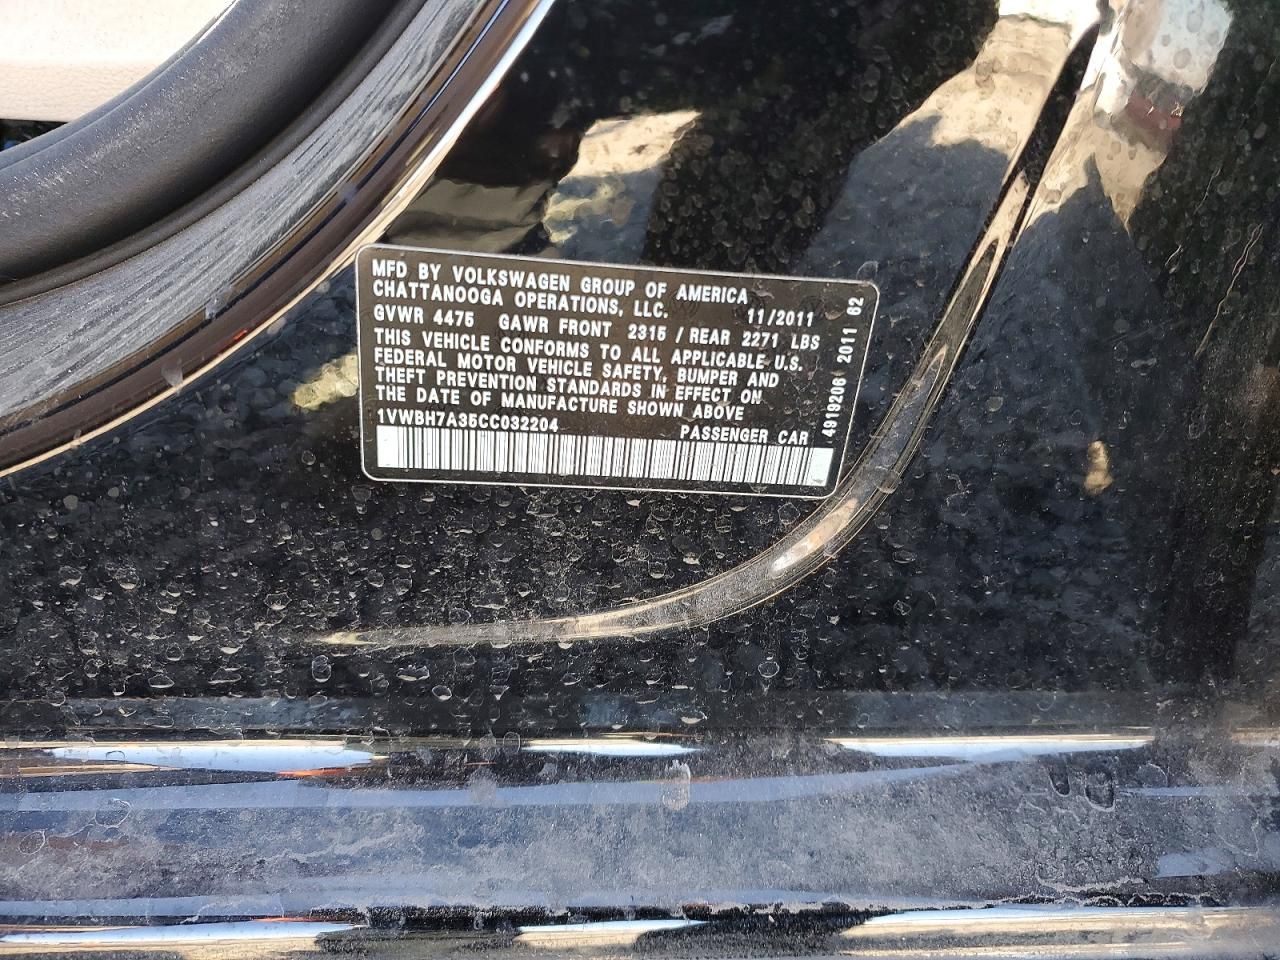 MFD BY VOLKSWAGEN GROUP OF AMERICA
CHATTANOOGA OPERATIONS, LLC. 11/2011
GVWR 4475 GAWR FRONT 2315 / REAR 2271 LBS
THIS VEHICLE CONFORMS TO ALL APPLICABLE U.S.
FEDERAL MOTOR VEHICLE SAFETY, BUMPER AND
THEFT PREVENTION STANDARDS IN EFFECT ON
THE DATE OF MANUFACTURE SHOWN ABOVE
1VWBH7A35CC032204 PASSENGER CAR
4919206 2011 62